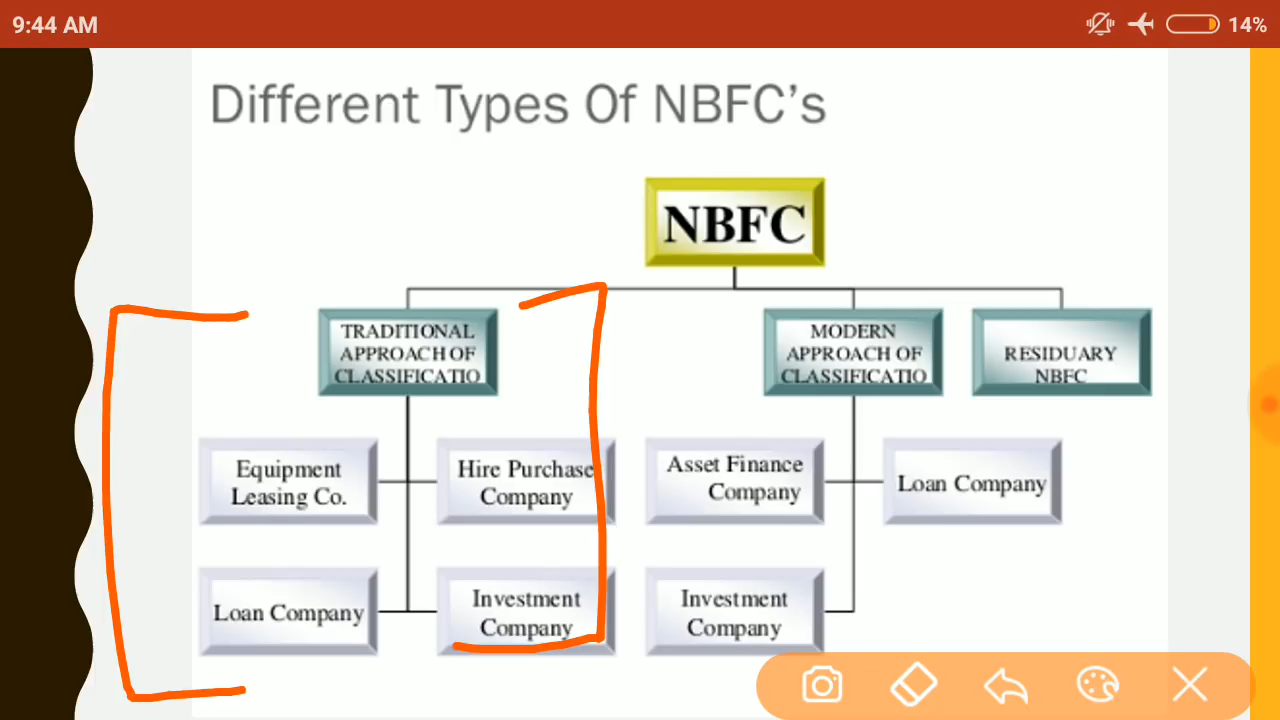 9:44 AM
14%
Different Types Of NBFC's
NBFC
TRADITIONAL
APPROACH OF
CLASSIFICATIO
MODERN
APPROACH OF
CLASSIFICATIO
RESIDUARY
NBFC
Equipment
Leasing Co.
Hire Purchase
Company
Asset Finance
Company
Loan Company
Loan Company
Investment
Company
Investment
Company